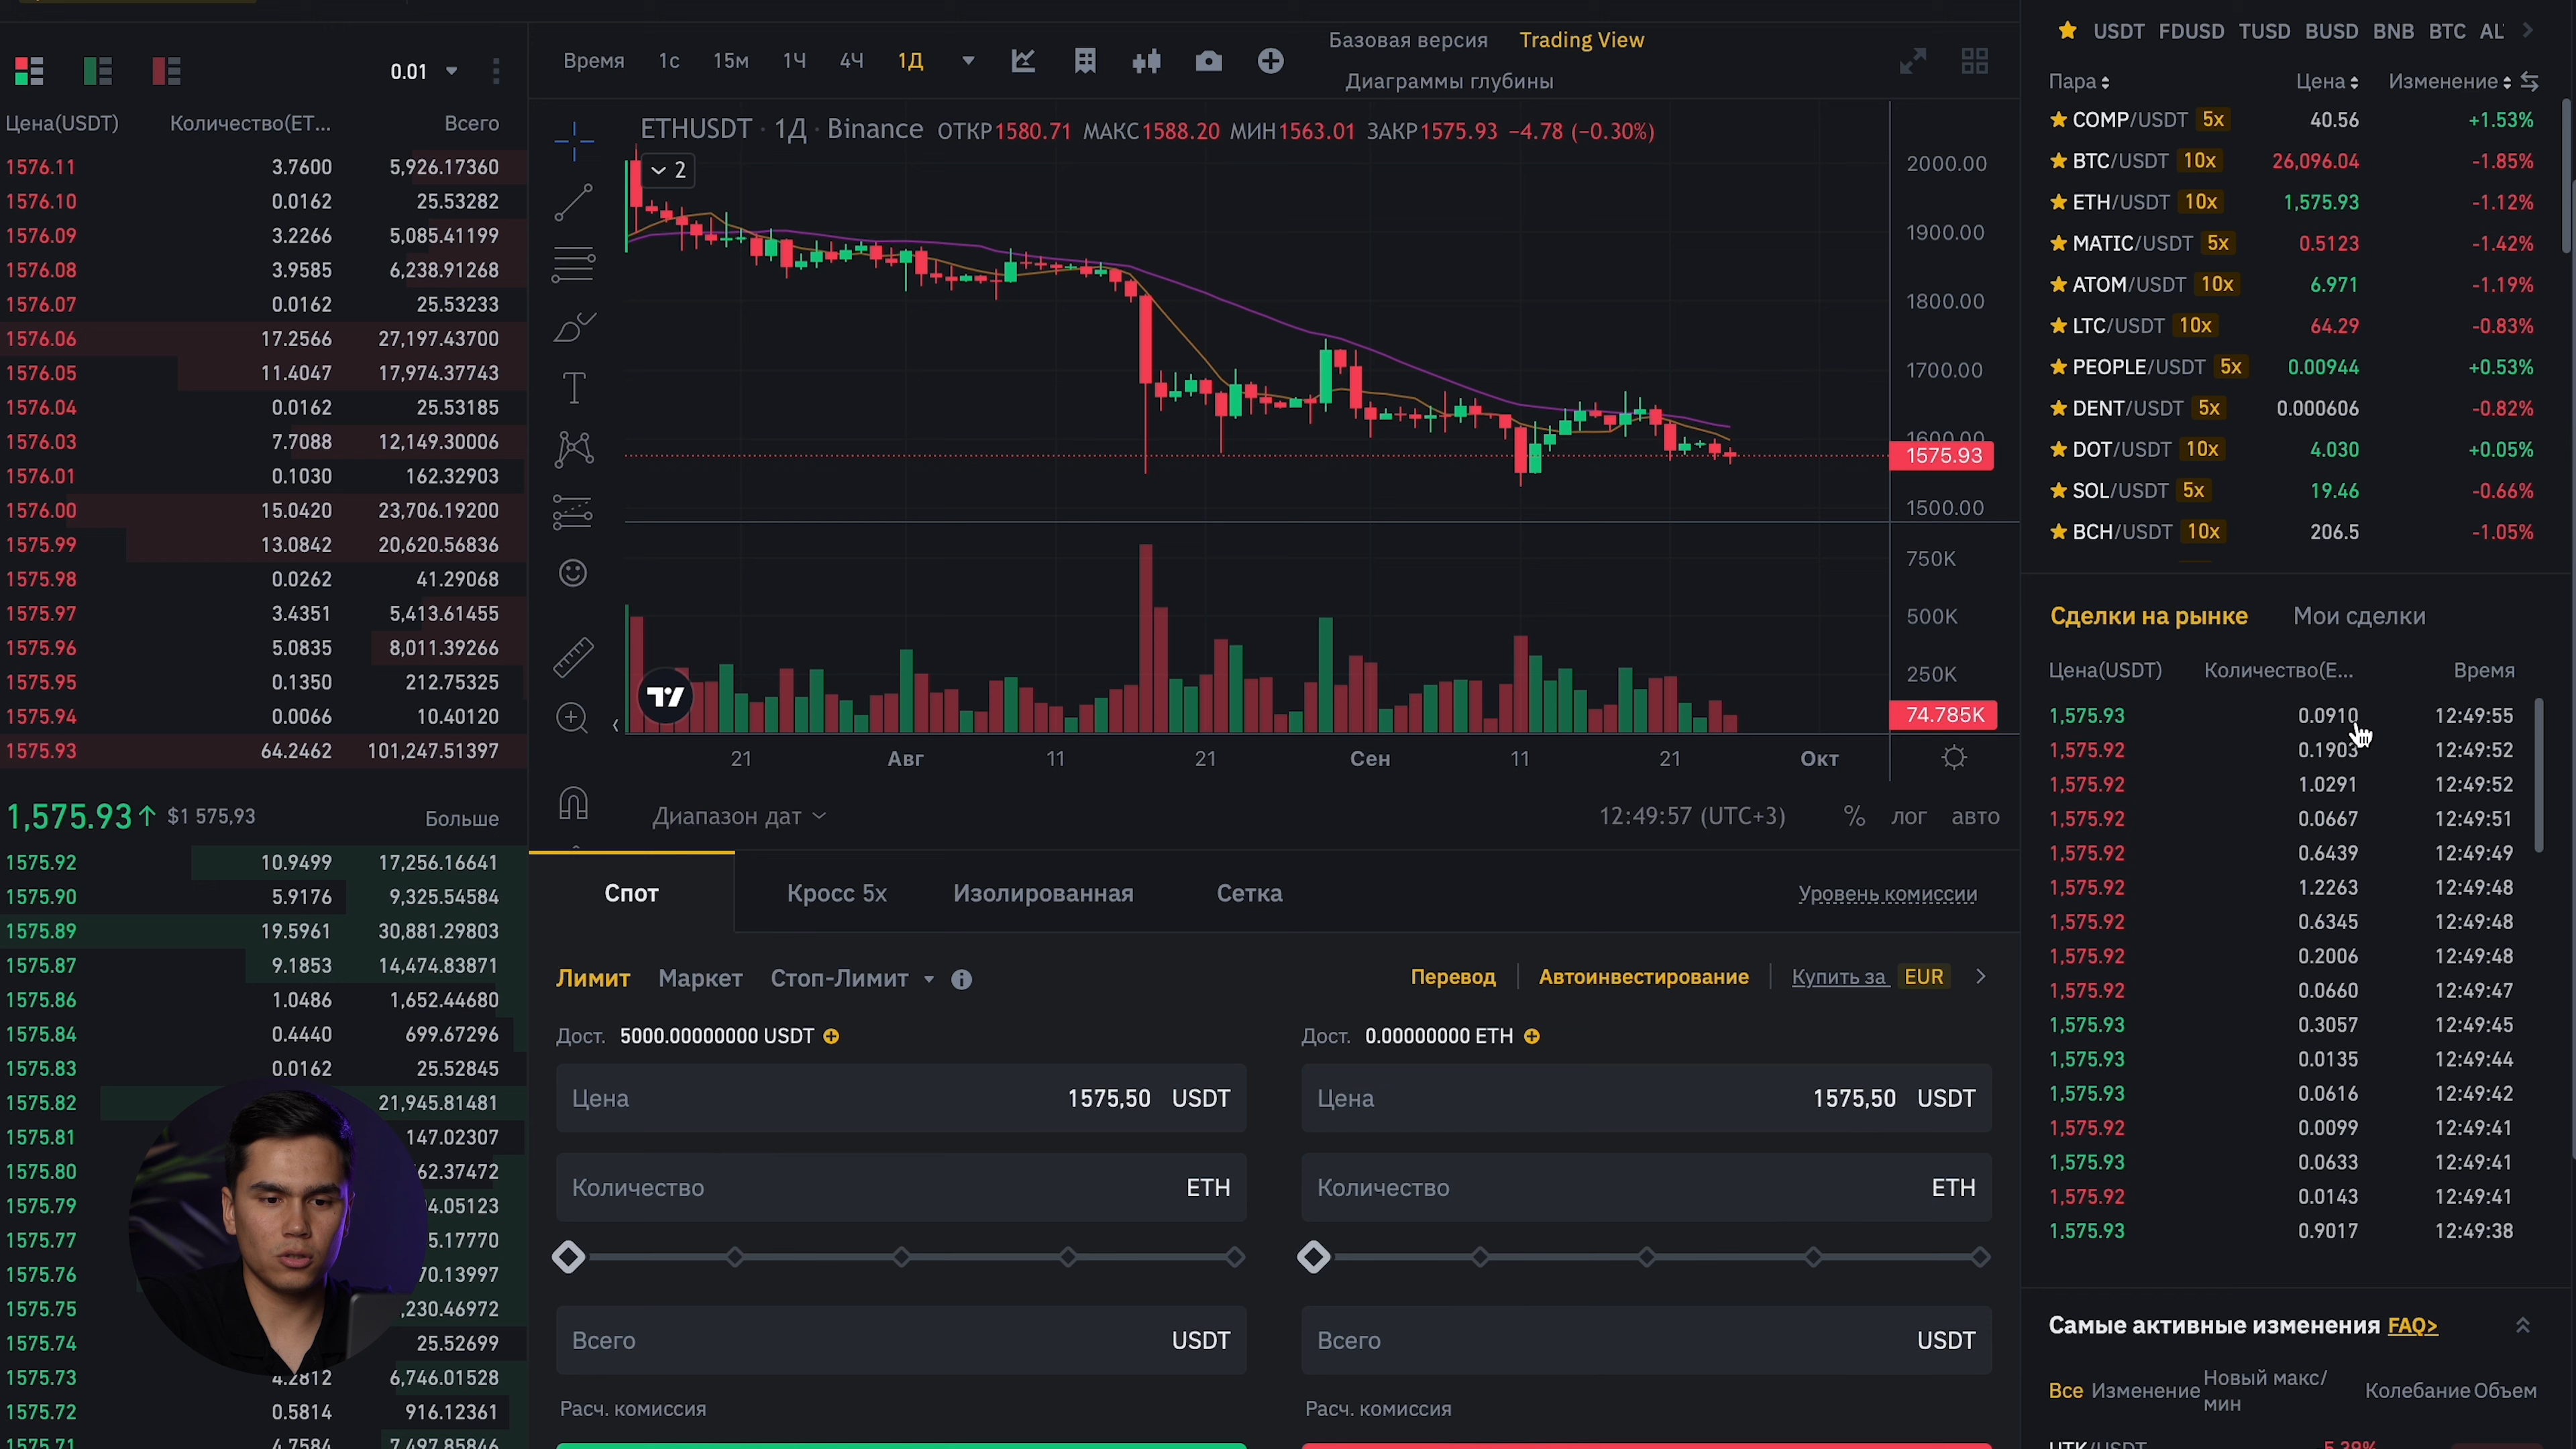 0.01
Цена(USDT) Количество(ET... Всего
1576.11 3.7600 5,926.17360
1576.10 0.0162 25.53282
1576.09 3.2266 5,085.41199
1576.08 3.9585 6,238.91268
1576.07 0.0162 25.53233
1576.06 17.2566 27,197.43700
1576.05 11.4047 17,974.37743
1576.04 0.0162 25.53185
1576.03 7.7088 12,149.30006
1576.01 0.1030 162.32903
1576.00 15.0420 23,706.19200
1575.99 13.0842 20,620.56836
1575.98 0.0262 41.29068
1575.97 3.4351 5,413.61455
1575.96 5.0835 8,011.39266
1575.95 0.1350 212.75325
1575.94 0.0066 10.40120
1575.93 64.2462 101,247.51397
1,575.93↑ $1 575,93 Больше
1575.92 10.9499 17,256.16641
1575.90 5.9176 9,325.54584
1575.89 19.5961 30,881.29803
1575.87 9.1853 14,474.83871
1575.86 1.0486 1,652.44680
1575.84 0.4440 699.67296
1575.83 0.0162 25.52845
1575.82 21,945.81481
1575.81 147.02307
1575.80 62.37472
1575.79 4.05123
1575.77 5.17770
1575.76 70.13997
1575.75 ,230.46972
1575.74 25.52699
1575.73 4.2812 6,746.01528
1575.72 0.5814 916.12361
1575.71 4.7584 7,497.85846
Время 1с 15м 1Ч 4Ч 1Д
Базовая версия Trading View
Диаграммы глубины
ETHUSDT · 1Д · Binance ОТКР1580.71 МАКС1588.20 МИН1563.01 ЗАКР1575.93 −4.78 (−0.30%)
2
2000.00
1900.00
1800.00
1700.00
1600.00
1575.93
1500.00
750K
500K
250K
74.785K
21 Авг 11 21 Сен 11 21 Окт
Диапазон дат 12:49:57 (UTC+3) % лог авто
Спот Кросс 5x Изолированная Сетка Уровень комиссии
Лимит Маркет Стоп-Лимит Перевод Автоинвестирование Купить за EUR
Дост. 5000.00000000 USDT Дост. 0.00000000 ETH
Цена 1575,50 USDT Цена 1575,50 USDT
Количество ETH Количество ETH
Всего USDT Всего USDT
Расч. комиссия Расч. комиссия
USDT FDUSD TUSD BUSD BNB BTC AL
Пара Цена Изменение
COMP/USDT 5x 40.56 +1.53%
BTC/USDT 10x 26,096.04 -1.85%
ETH/USDT 10x 1,575.93 -1.12%
MATIC/USDT 5x 0.5123 -1.42%
ATOM/USDT 10x 6.971 -1.19%
LTC/USDT 10x 64.29 -0.83%
PEOPLE/USDT 5x 0.00944 +0.53%
DENT/USDT 5x 0.000606 -0.82%
DOT/USDT 10x 4.030 +0.05%
SOL/USDT 5x 19.46 -0.66%
BCH/USDT 10x 206.5 -1.05%
Сделки на рынке Мои сделки
Цена(USDT) Количество(E... Время
1,575.93 0.0910 12:49:55
1,575.92 0.1903 12:49:52
1,575.92 1.0291 12:49:52
1,575.92 0.0667 12:49:51
1,575.92 0.6439 12:49:49
1,575.92 1.2263 12:49:48
1,575.92 0.6345 12:49:48
1,575.92 0.2006 12:49:48
1,575.92 0.0660 12:49:47
1,575.93 0.3057 12:49:45
1,575.93 0.0135 12:49:44
1,575.93 0.0616 12:49:42
1,575.92 0.0099 12:49:41
1,575.93 0.0633 12:49:41
1,575.92 0.0143 12:49:41
1,575.93 0.9017 12:49:38
Самые активные изменения FAQ>
Все Изменение Новый макс/мин Колебание Объем